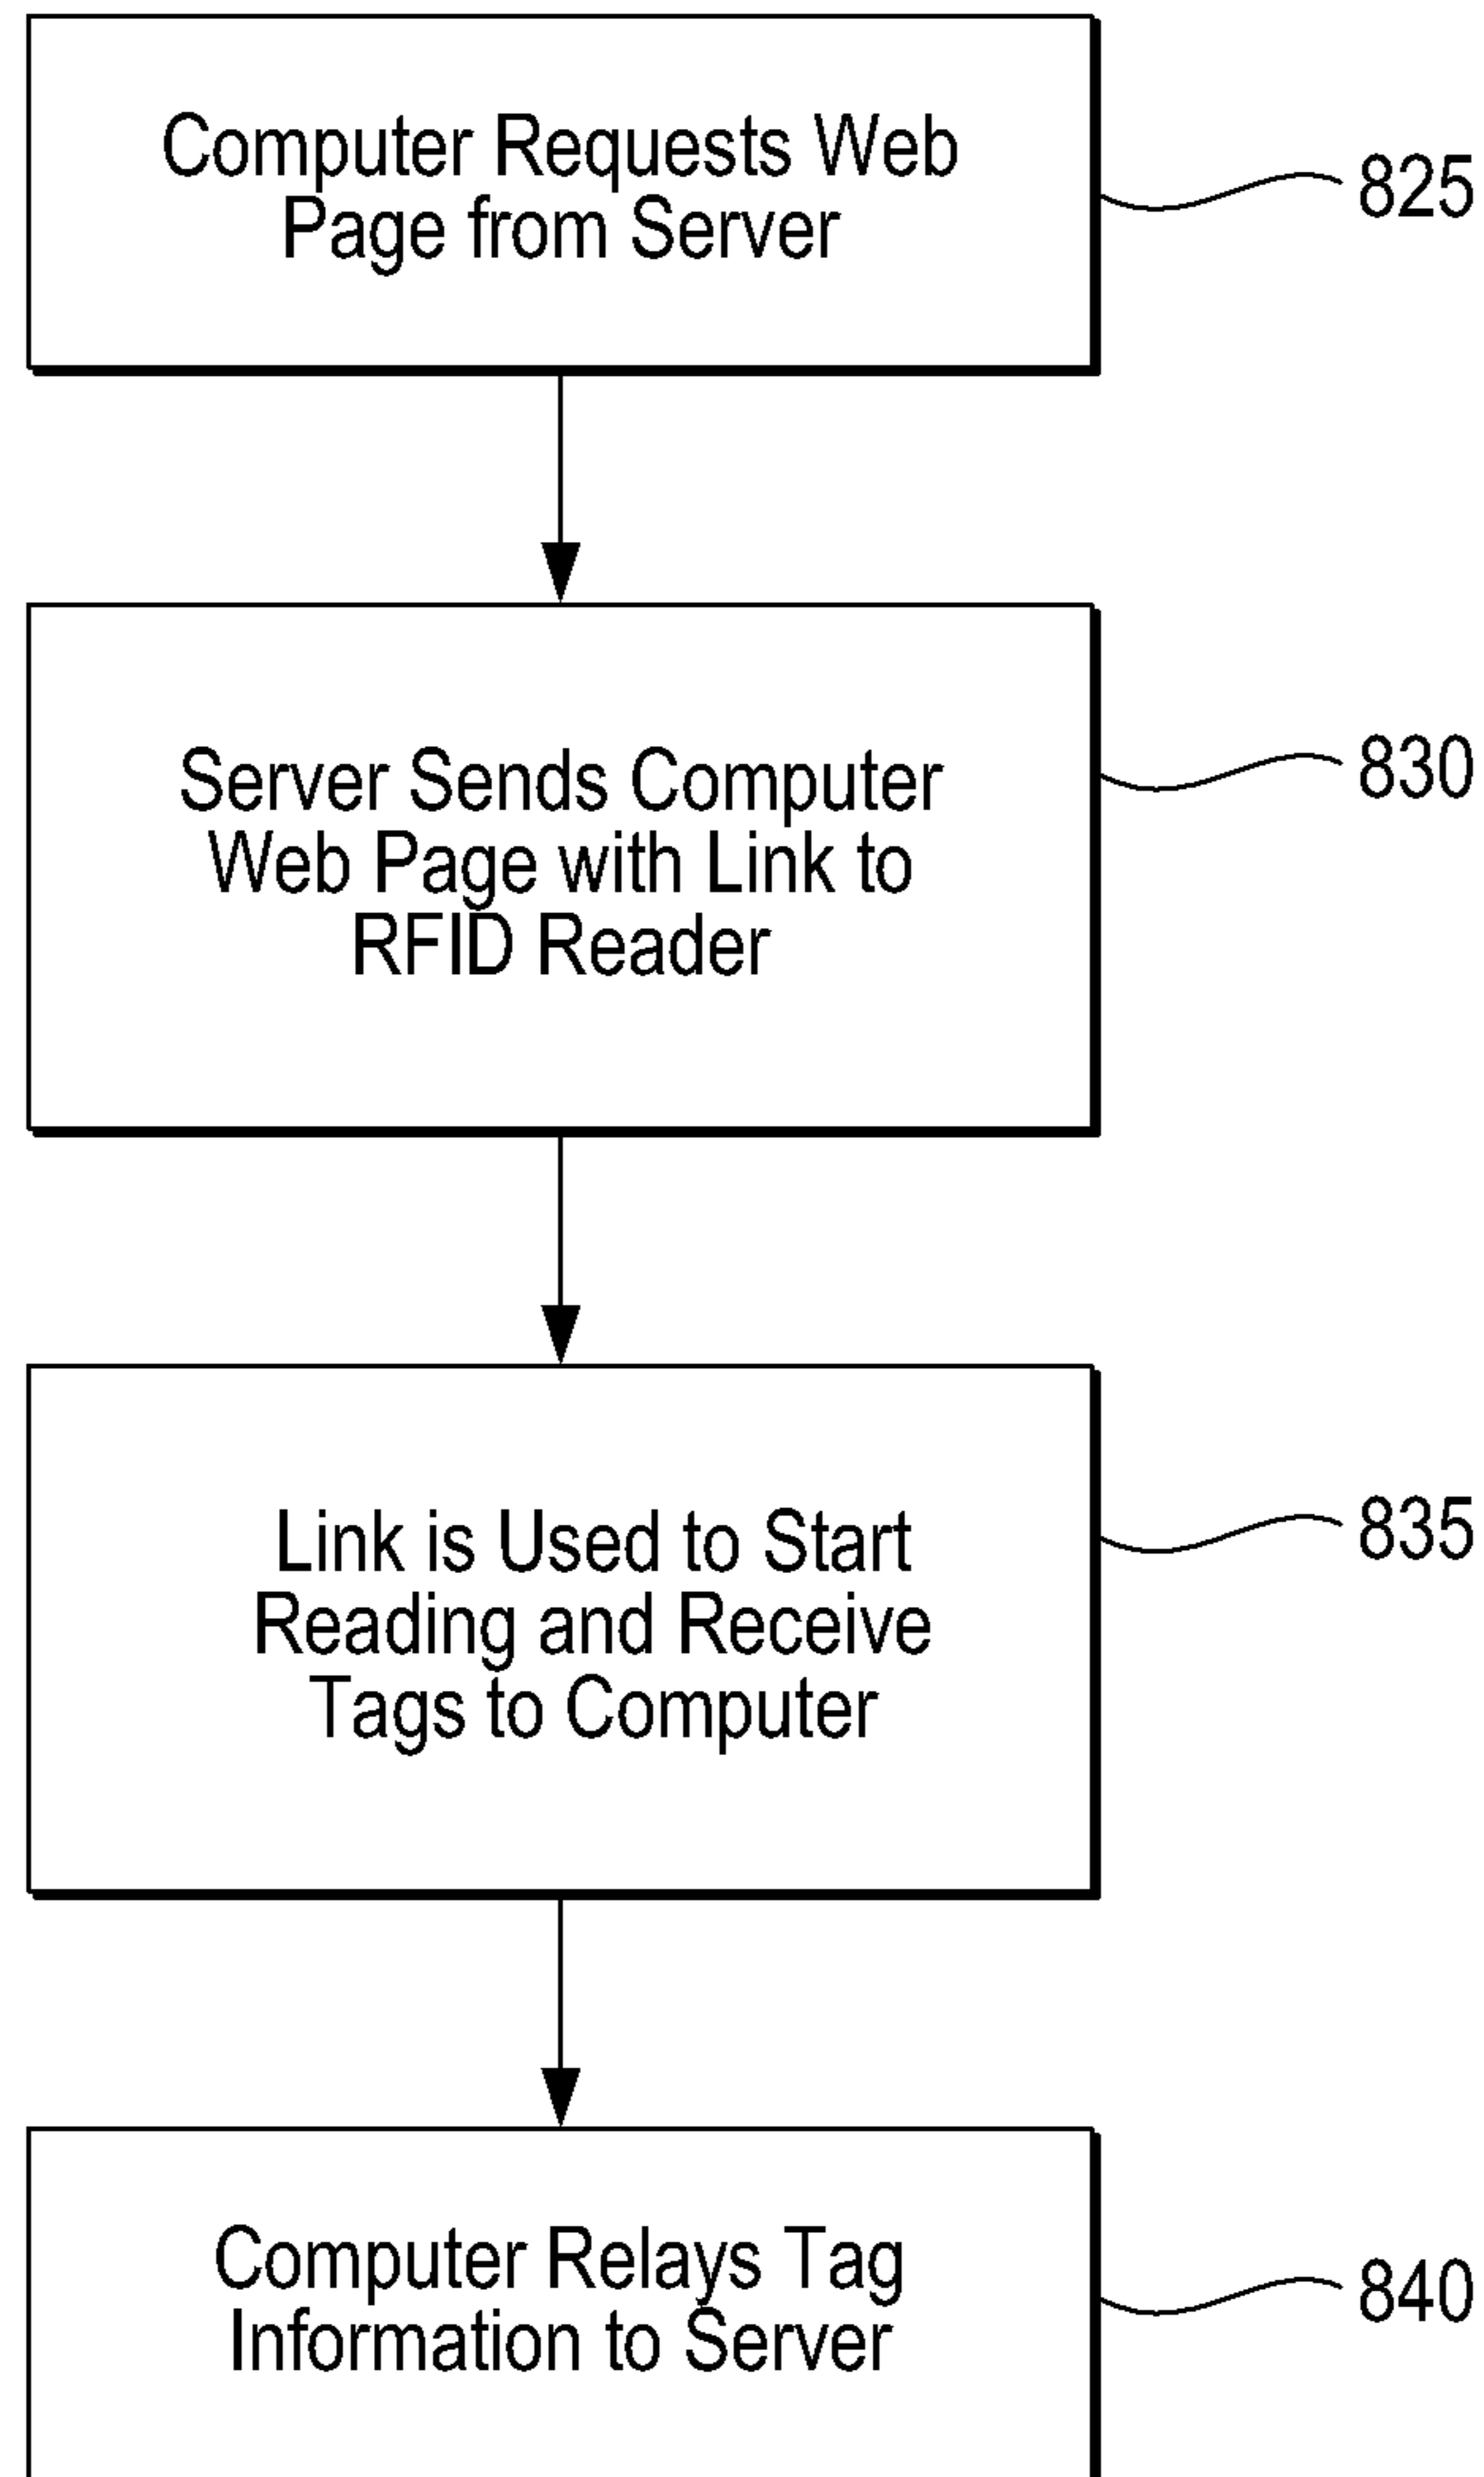 Computer Requests Web
Page from Server
825
Server Sends Computer
Web Page with Link to
RFID Reader
830
Link is Used to Start
Reading and Receive
Tags to Computer
835
Computer Relays Tag
Information to Server
840